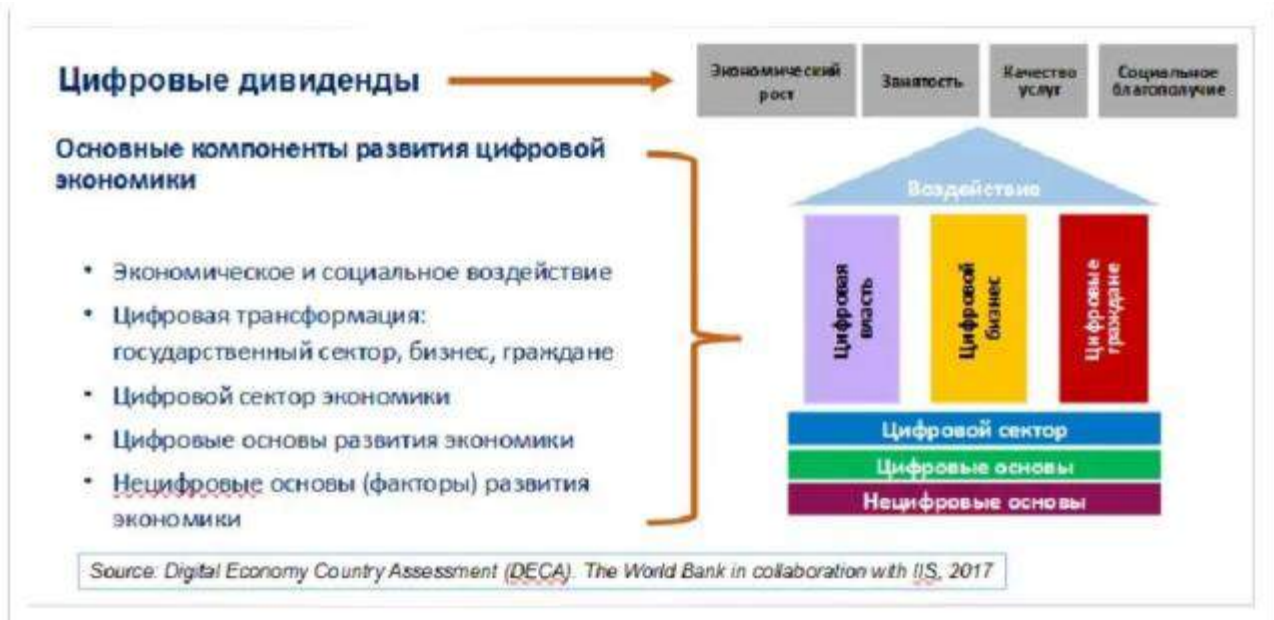 Цифровые дивиденды
Экономический
рост
Занятость
Качество
услуг
Социальное
благополучие
Основные компоненты развития цифровой
экономики
• Экономическое и социальное воздействие
• Цифровая трансформация:
государственный сектор, бизнес, граждане
• Цифровой сектор экономики
• Цифровые основы развития экономики
• Нецифровые основы (факторы) развития
экономики
Воздействие
Цифровая
власть
Цифровой
бизнес
Цифровые
граждане
Цифровой сектор
Цифровые основы
Нецифровые основы
Source: Digital Economy Country Assessment (DECA). The World Bank in collaboration with IIS, 2017